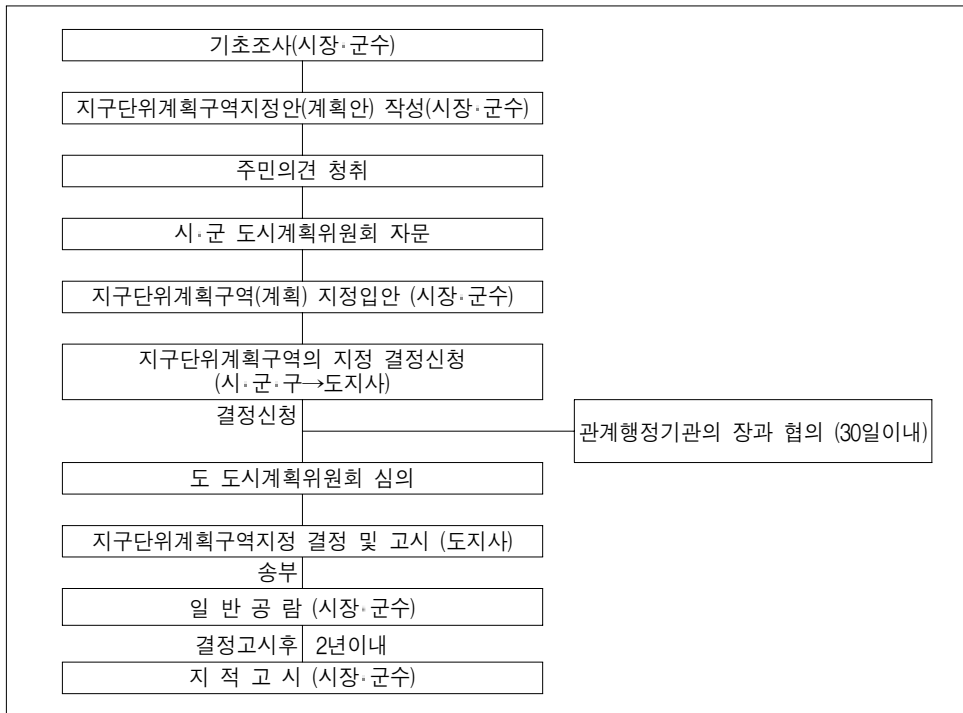 기초조사(시장·군수)
지구단위계획구역지정안(계획안) 작성(시장·군수)
주민의견 청취
시·군 도시계획위원회 자문
지구단위계획구역(계획) 지정입안 (시장·군수)
지구단위계획구역의 지정 결정신청
(시·군·구→도지사)
결정신청
관계행정기관의 장과 협의 (30일이내)
도 도시계획위원회 심의
지구단위계획구역지정 결정 및 고시 (도지사)
송부
일 반 공 람 (시장·군수)
결정고시후 2년이내
지 적 고 시 (시장·군수)